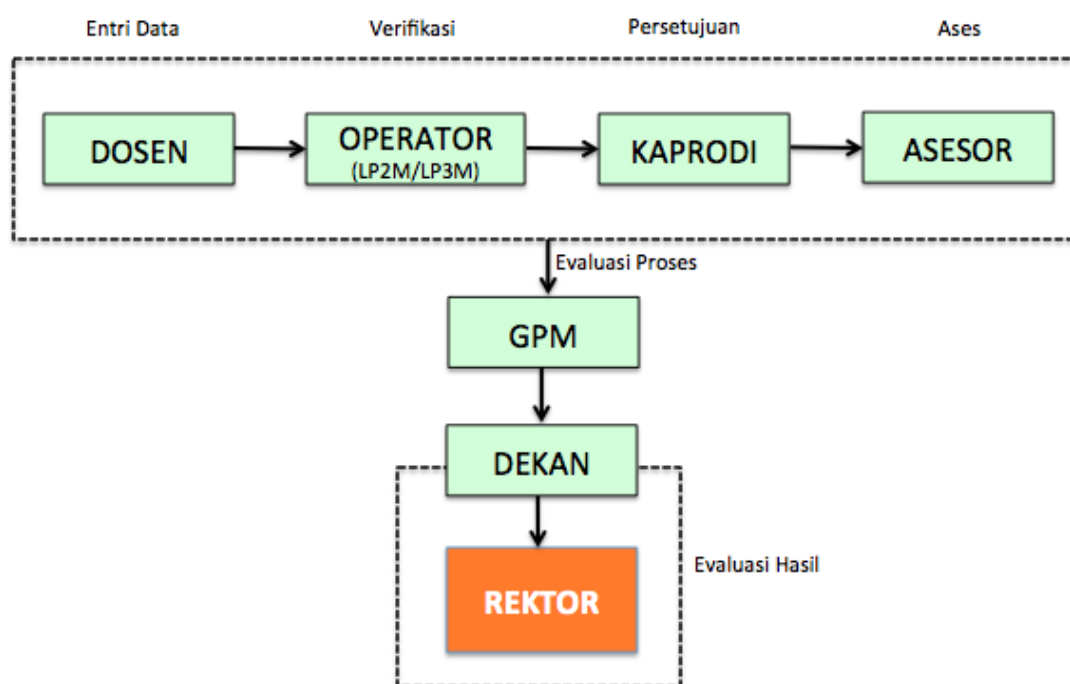 Entri Data
Verifikasi
Persetujuan
Ases
DOSEN
OPERATOR
(LP2M/LP3M)
KAPRODI
ASESOR
Evaluasi Proses
GPM
DEKAN
REKTOR
Evaluasi Hasil